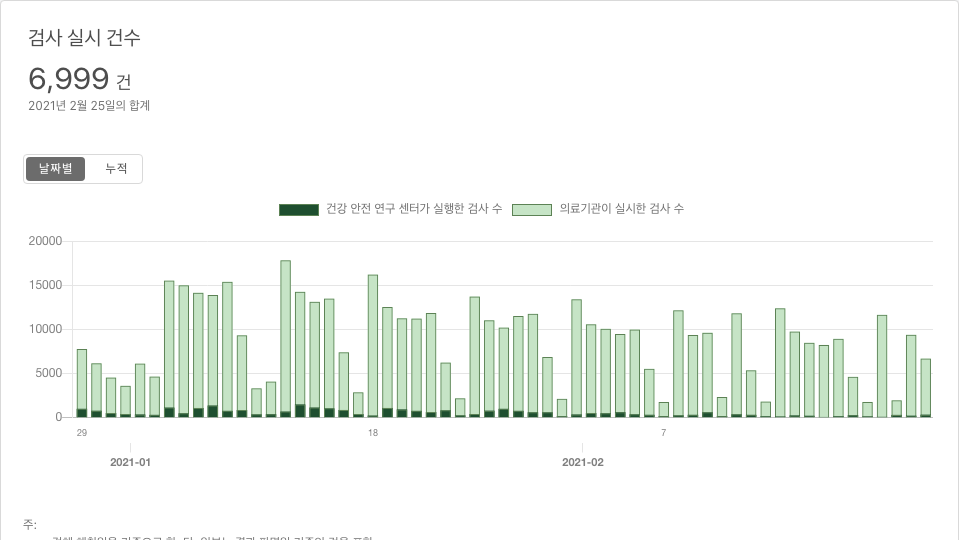 검사 실시 건수
6,999 건
2021년 2월 25일의 합계
날짜별 누적
건강 안전 연구 센터가 실행한 검사 수 의료기관이 실시한 검사 수
20000
15000
10000
5000
0
29 18 7
2021-01 2021-02
주: